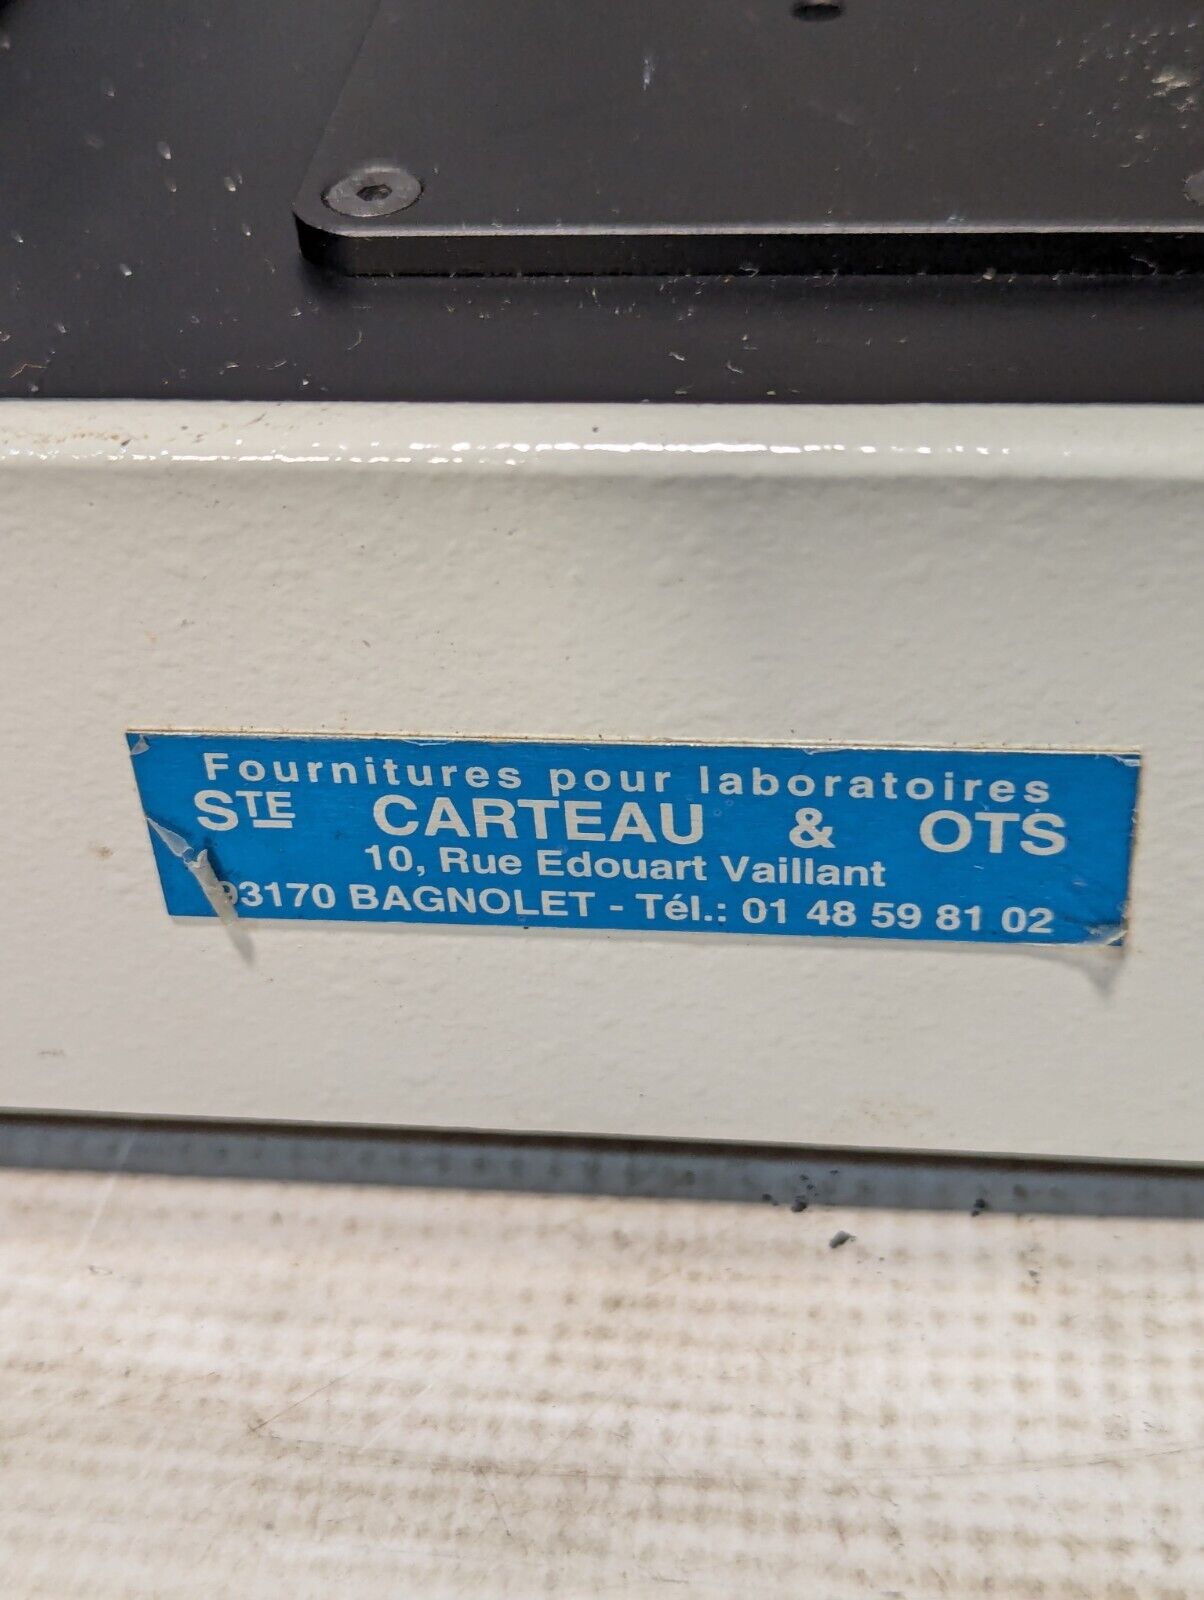 Fournitures pour laboratoires
STE CARTEAU & OTS
10, Rue Edouart Vaillant
93170 BAGNOLET - Tél.: 01 48 59 81 02